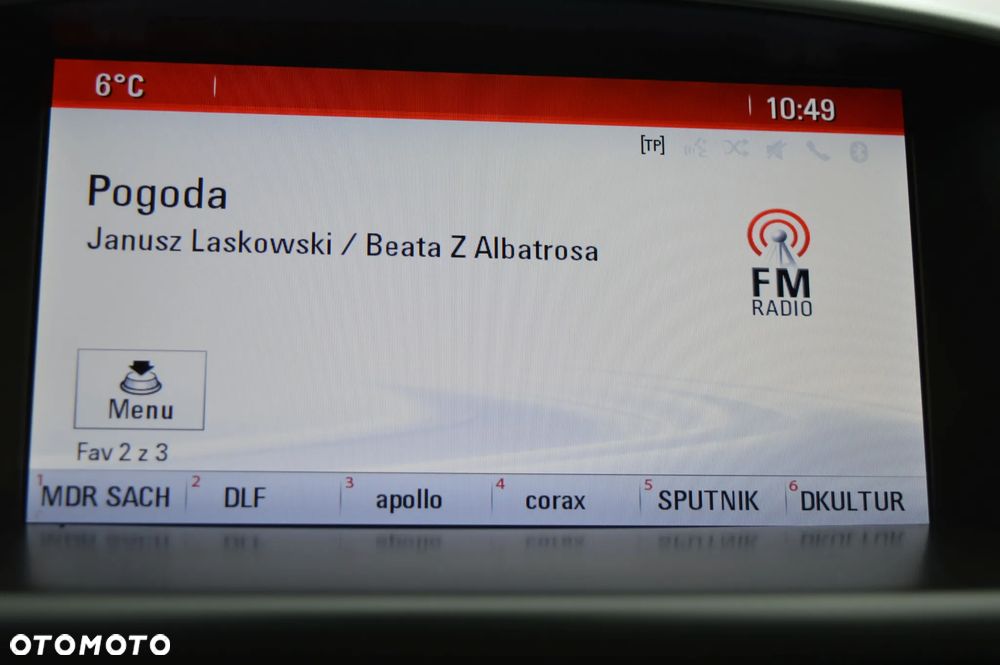 6°C 10:49
[TP]
Pogoda
Janusz Laskowski / Beata Z Albatrosa
FM
RADIO
Menu
Fav 2 z 3
1 MDR SACH 2 DLF 3 apollo 4 corax 5 SPUTNIK 6 DKULTUR
OTOMOTO